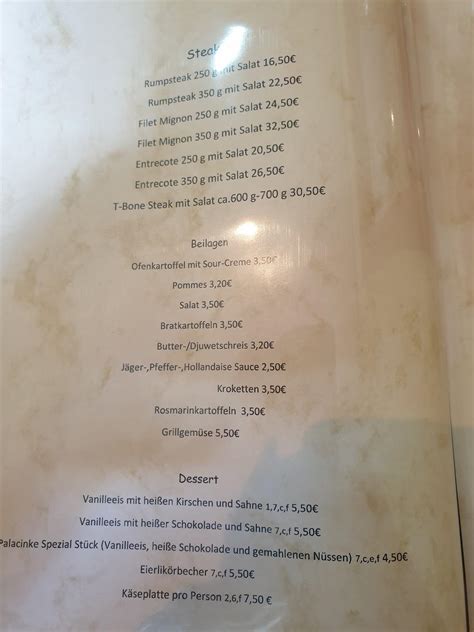 Steak
Rumpsteak 250 g mit Salat 16,50€
Rumpsteak 350 g mit Salat 22,50€
Filet Mignon 250 g mit Salat 24,50€
Filet Mignon 350 g mit Salat 32,50€
Entrecote 250 g mit Salat 20,50€
Entrecote 350 g mit Salat 26,50€
T-Bone Steak mit Salat ca.600 g-700 g 30,50€
Beilagen
Ofenkartoffel mit Sour-Creme 3,50€
Pommes 3,20€
Salat 3,50€
Bratkartoffeln 3,50€
Butter-/Djuwetschreis 3,20€
Jäger-,Pfeffer-,Hollandaise Sauce 2,50€
Kroketten 3,50€
Rosmarinkartoffeln 3,50€
Grillgemüse 5,50€
Dessert
Vanilleeis mit heißen Kirschen und Sahne 1,7,c,f 5,50€
Vanilleeis mit heißer Schokolade und Sahne 7,c,f 5,50€
Palacinke Spezial Stück (Vanilleeis, heiße Schokolade und gemahlenen Nüssen) 7,c,e,f 4,50€
Eierlikörbecher 7,c,f 5,50€
Käseplatte pro Person 2,6,f 7,50 €